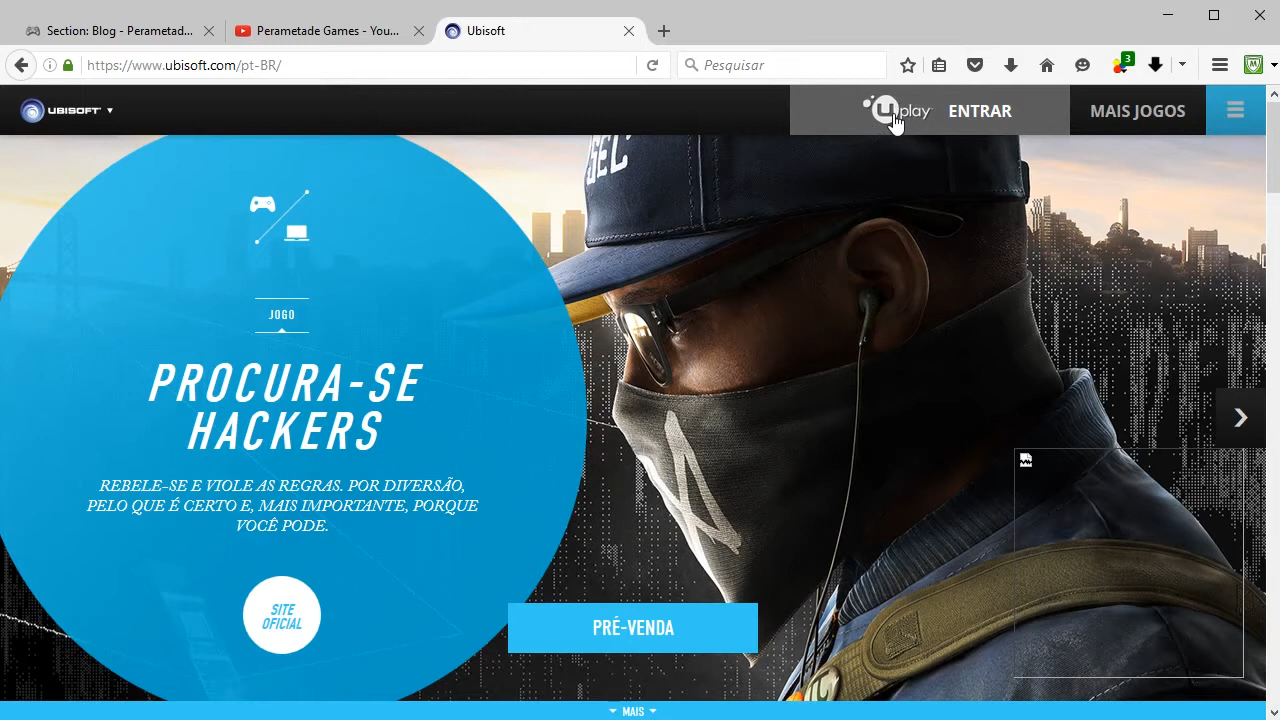 Section: Blog - Perametad...
Perametade Games - You...
Ubisoft
https://www.ubisoft.com/pt-BR/
Pesquisar
3
UBISOFT
Uplay
ENTRAR
MAIS JOGOS
JOGO
PROCURA-SE
HACKERS
REBELE-SE E VIOLE AS REGRAS. POR DIVERSÃO,
PELO QUE É CERTO E, MAIS IMPORTANTE, PORQUE
VOCÊ PODE.
SITE
OFICIAL
PRÉ-VENDA
MAIS